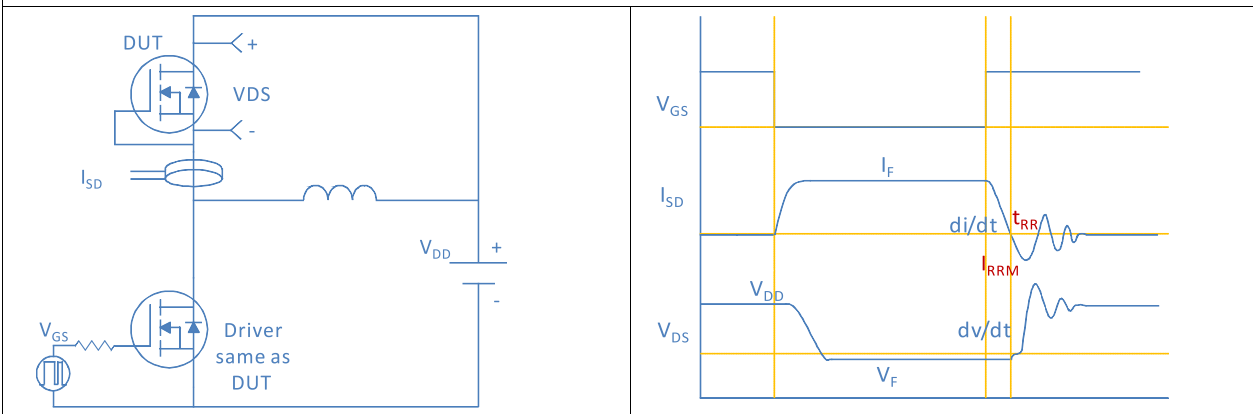 DUT
+
VDS
-
ISD
VDD
+
-
VGS
Driver
same as
DUT
VGS
IF
ISD
di/dt
tRR
IRRM
VDD
VDS
dv/dt
VF